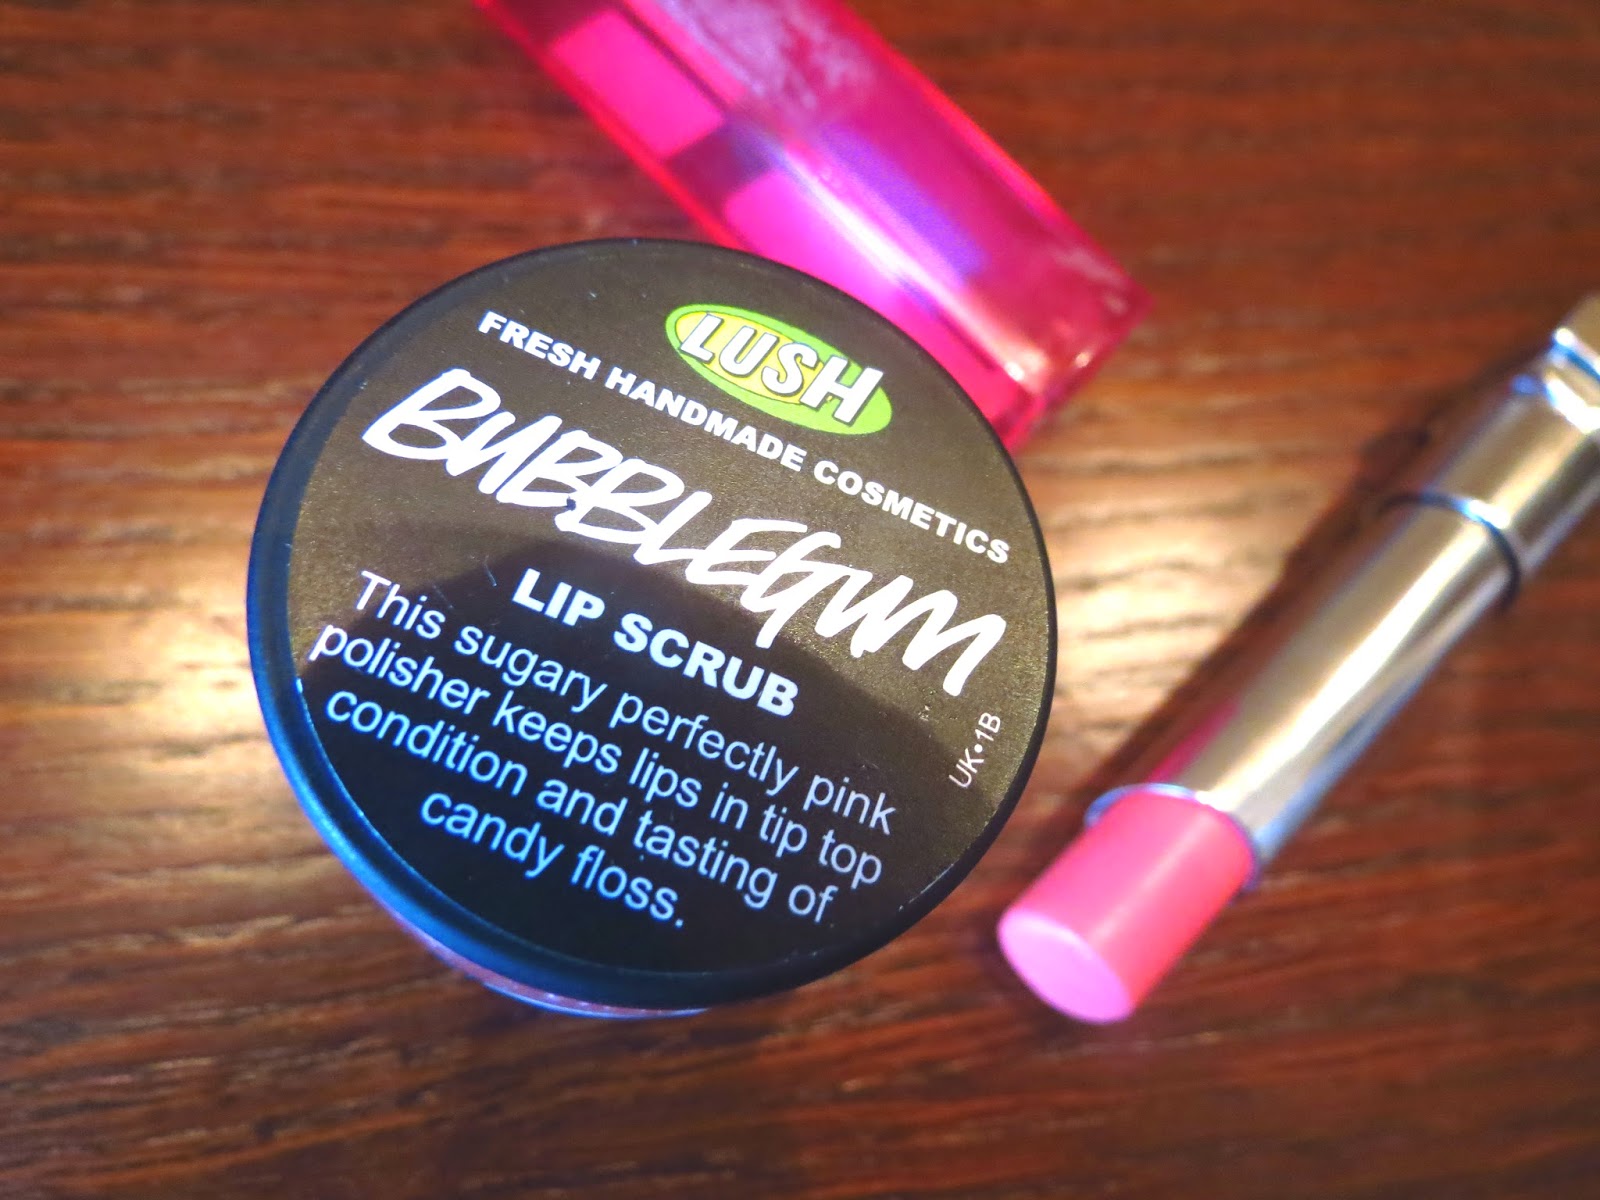 LUSH
FRESH HANDMADE COSMETICS
BUBBLEGUM
LIP SCRUB
This sugary perfectly pink
polisher keeps lips in tip top
condition and tasting of
candy floss.
UK•1B